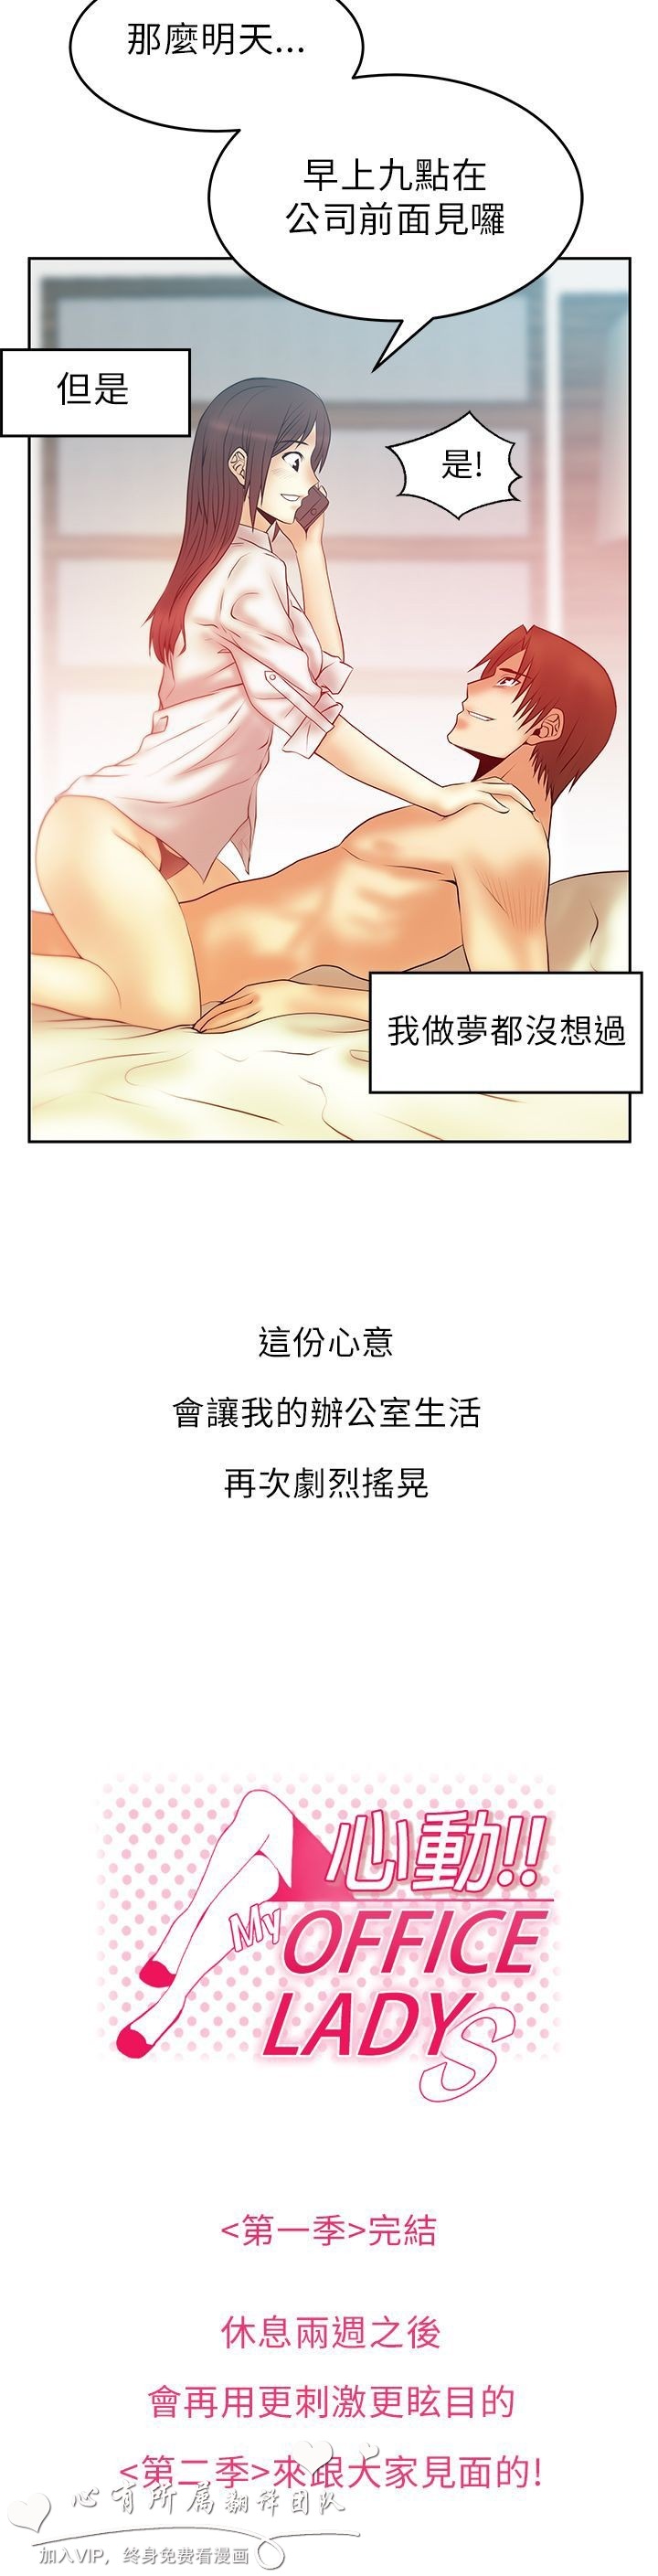 那麼明天...
早上九點在
公司前面見囉
但是
是!
我做夢都沒想過
這份心意
會讓我的辦公室生活
再次劇烈搖晃
心動!!
My OFFICE
LADYS
<第一季>完結
休息兩週之後
會再用更刺激更眩目的
<第二季>來跟大家見面的!
心有所属翻译团队
加入VIP，终身免费看漫画